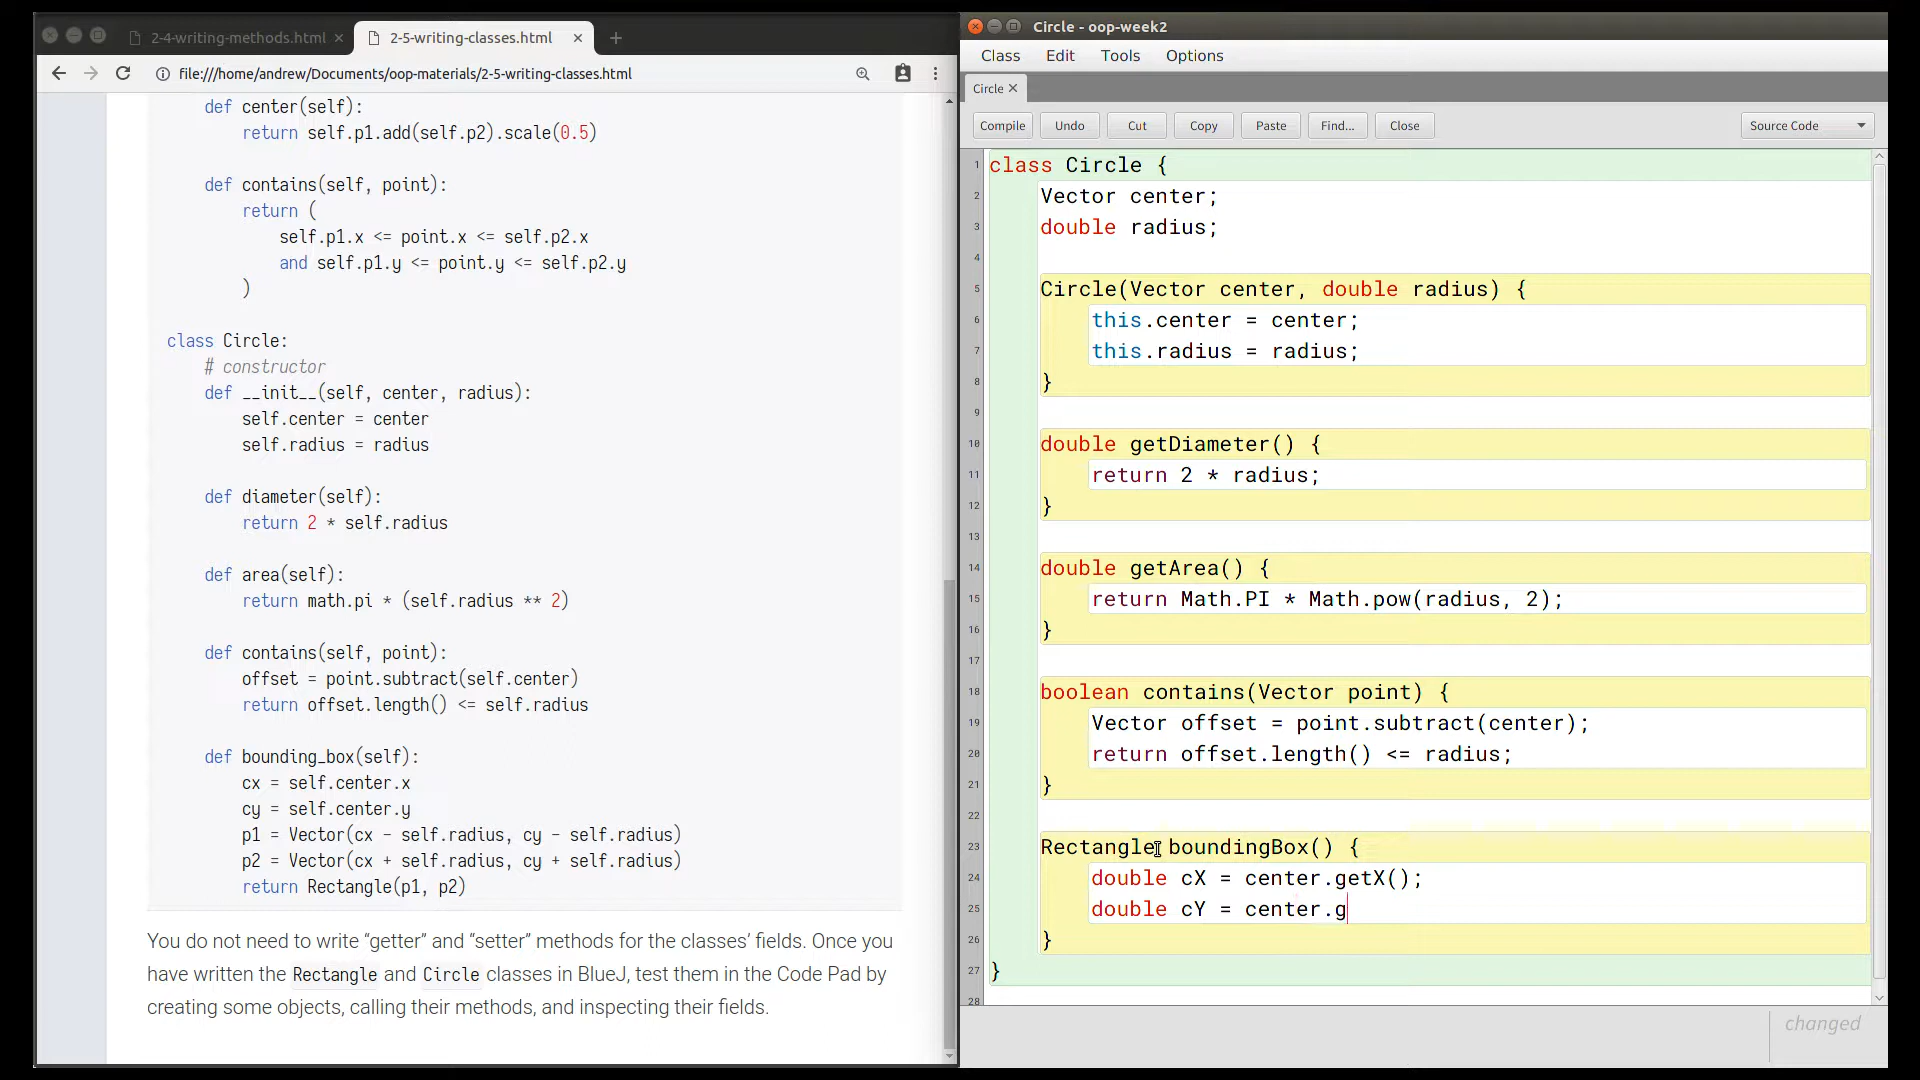 2-4-writing-methods.html
2-5-writing-classes.html
file:///home/andrew/Documents/oop-materials/2-5-writing-classes.html
def center(self):
return self.p1.add(self.p2).scale(0.5)
def contains(self, point):
return (
self.p1.x <= point.x <= self.p2.x
and self.p1.y <= point.y <= self.p2.y
)
class Circle:
# constructor
def __init__(self, center, radius):
self.center = center
self.radius = radius
def diameter(self):
return 2 * self.radius
def area(self):
return math.pi * (self.radius ** 2)
def contains(self, point):
offset = point.subtract(self.center)
return offset.length() <= self.radius
def bounding_box(self):
cx = self.center.x
cy = self.center.y
p1 = Vector(cx - self.radius, cy - self.radius)
p2 = Vector(cx + self.radius, cy + self.radius)
return Rectangle(p1, p2)
You do not need to write “getter” and “setter” methods for the classes’ fields. Once you
have written the Rectangle and Circle classes in BlueJ, test them in the Code Pad by
creating some objects, calling their methods, and inspecting their fields.
Circle - oop-week2
Class Edit Tools Options
Circle
Compile Undo Cut Copy Paste Find... Close Source Code
1 class Circle {
2 Vector center;
3 double radius;
4
5 Circle(Vector center, double radius) {
6 this.center = center;
7 this.radius = radius;
8 }
9
10 double getDiameter() {
11 return 2 * radius;
12 }
13
14 double getArea() {
15 return Math.PI * Math.pow(radius, 2);
16 }
17
18 boolean contains(Vector point) {
19 Vector offset = point.subtract(center);
20 return offset.length() <= radius;
21 }
22
23 Rectangle boundingBox() {
24 double cX = center.getX();
25 double cY = center.g
26 }
27 }
28
changed